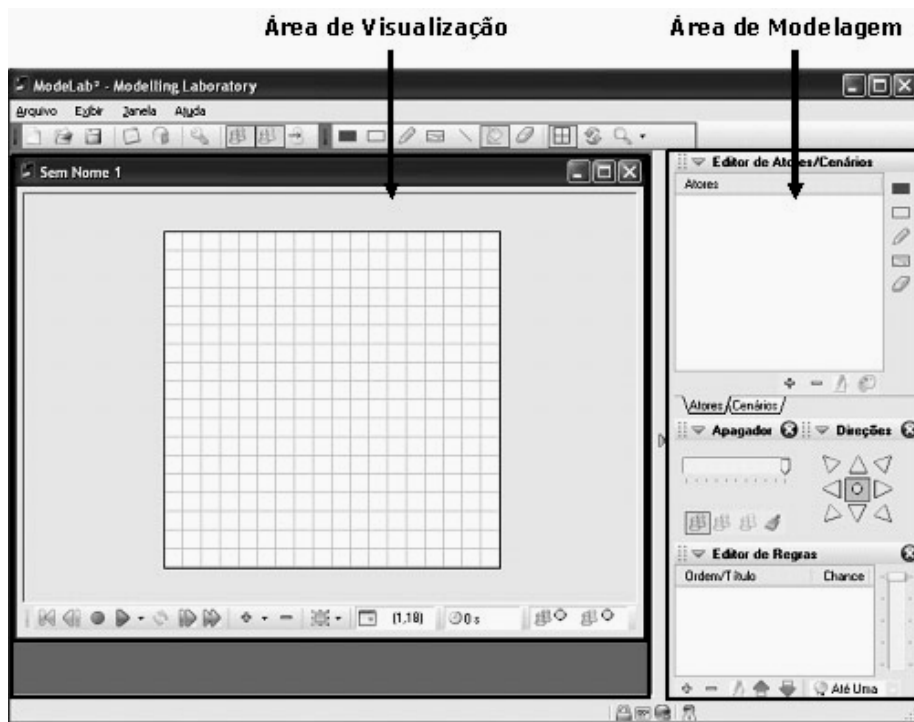 Área de Visualização
Área de Modelagem
ModeLab² - Modelling Laboratory
Arquivo Exibir Janela Ajuda
Sem Nome 1
Editor de Atores/Cenários
Atores
Atores Cenários
Apagador
Direções
Editor de Regras
Ordem/Título Chance
(1,18) 0 s
Até Uma